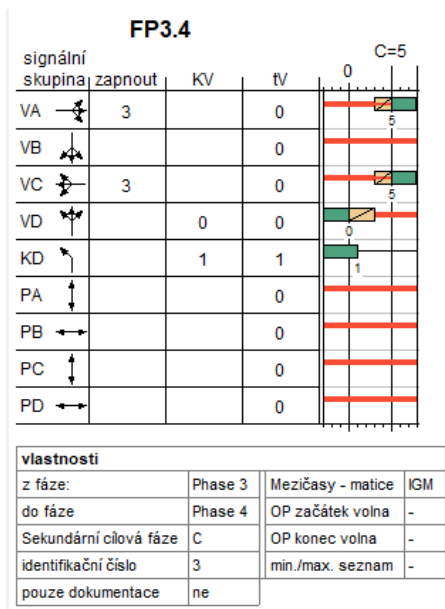 FP3.4
signální
skupina zapnout KV tV 0 C=5
VA 3 0 5
VB 0
VC 3 0 5
VD 0 0 0
KD 1 1 1
PA 0
PB 0
PC 0
PD 0
vlastnosti
z fáze: Phase 3 Mezičasy - matice IGM
do fáze Phase 4 OP začátek volna -
Sekundární cílová fáze C OP konec volna -
identifikační číslo 3 min./max. seznam -
pouze dokumentace ne